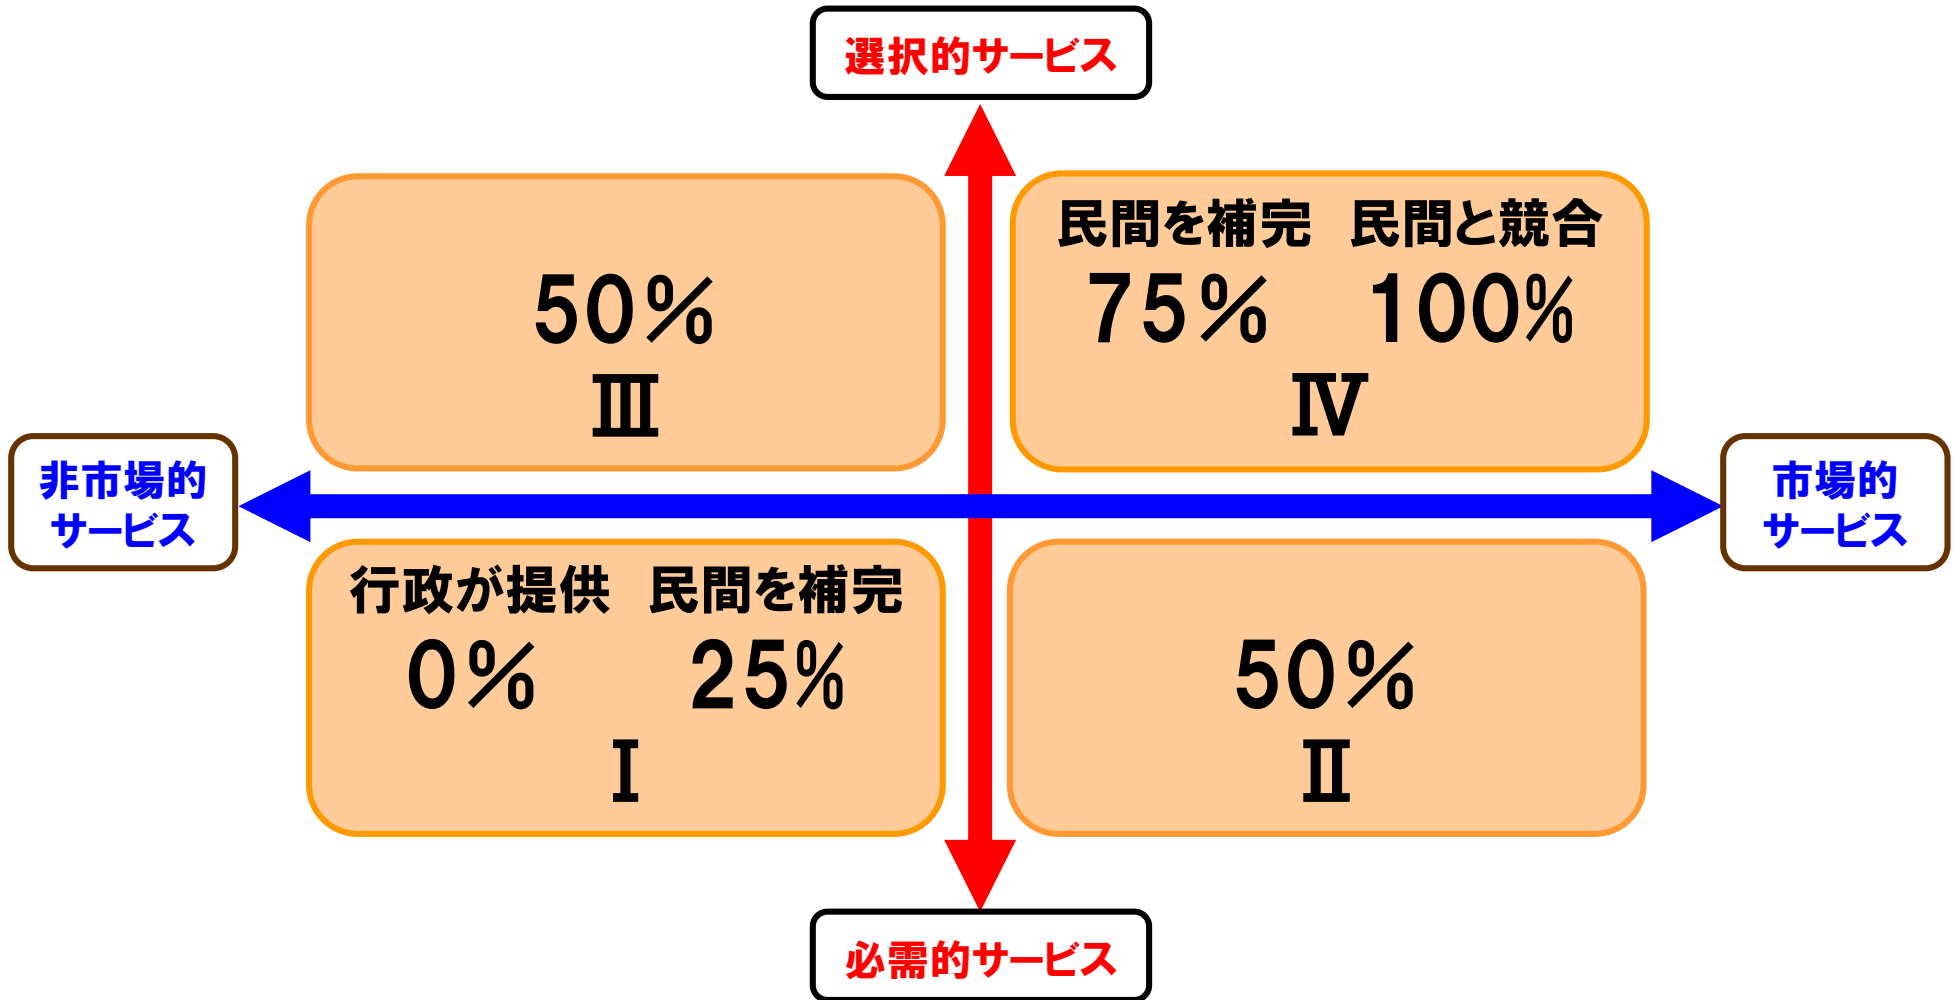 選択的サービス
民間を補完 民間と競合
50%
75% 100%
Ⅲ
Ⅳ
非市場的
サービス
市場的
サービス
行政が提供 民間を補完
0% 25%
50%
Ⅰ
Ⅱ
必需的サービス